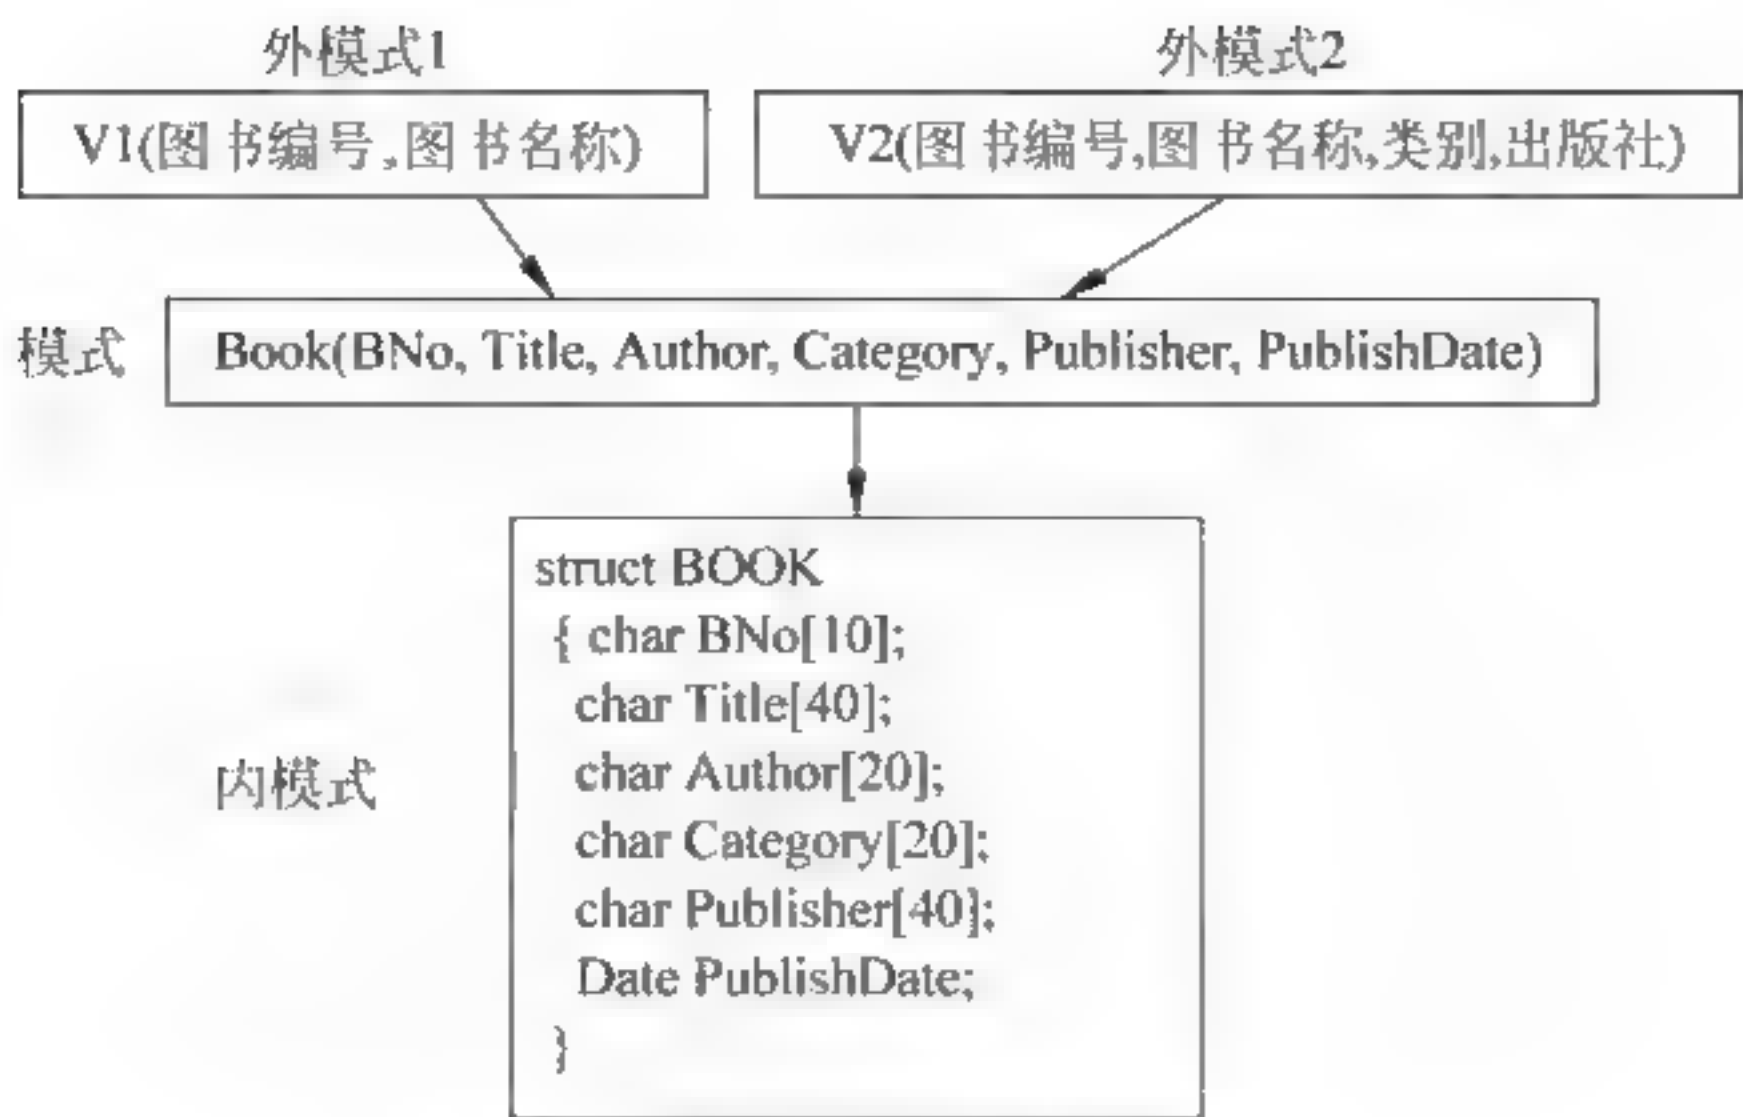 外模式1
外模式2
V1(图书编号,图书名称)
V2(图书编号,图书名称,类别,出版社)
模式
Book(BNo, Title, Author, Category, Publisher, PublishDate)
内模式
struct BOOK
{ char BNo[10];
char Title[40];
char Author[20];
char Category[20];
char Publisher[40];
Date PublishDate;
}